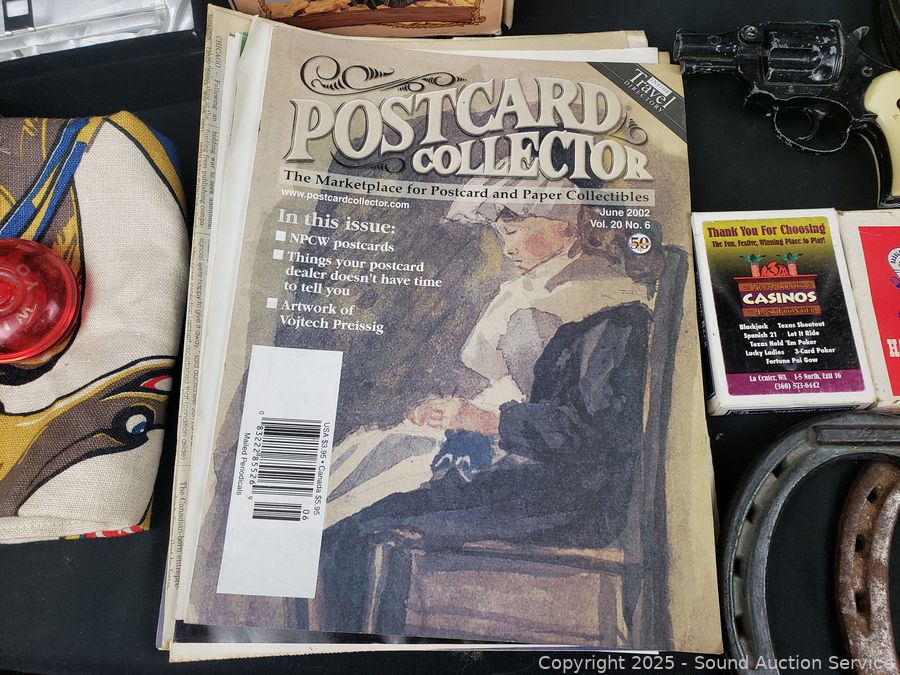 POSTCARD
COLLECTOR
The Marketplace for Postcard and Paper Collectibles
www.postcardcollector.com
June 2002
Vol. 20 No. 6
50
Travel
DIRECTORY
In this issue:
NPCW postcards
Things your postcard
dealer doesn't have time
to tell you
Artwork of
Vojtech Preissig
USA $3.95 • Canada $5.95
Mailed Periodicals
06
Thank You For Choosing
The Fun, Festive, Winning Place to Play!
CASINOS
Blackjack Texas Shootout
Spanish 21 Let It Ride
Texas Hold 'Em Poker
Lucky Ladies 3-Card Poker
Fortune Pai Gow
La Center, WA I-5 North, Exit 16
(360) 573-6442
Copyright © 2025 - Sound Auction Service